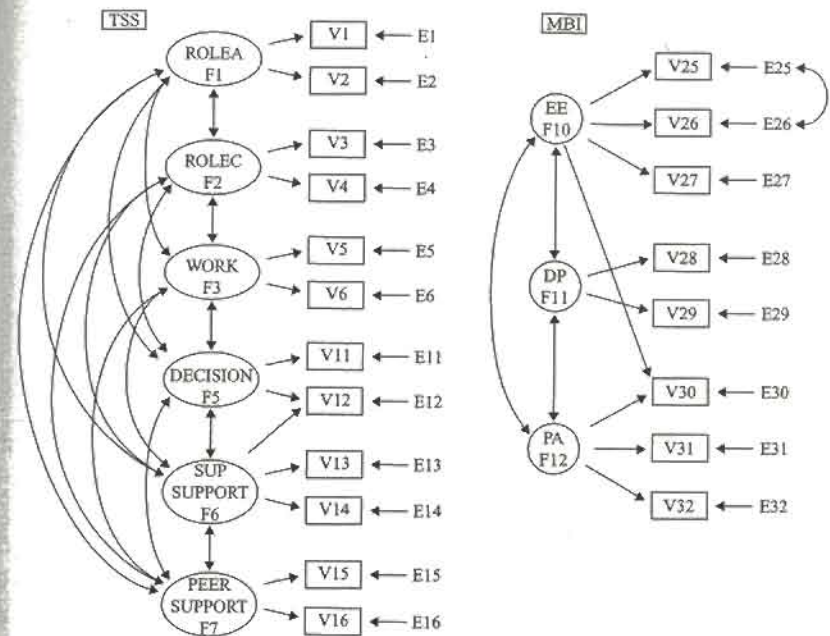 TSS
ROLEA
F1
V1
E1
V2
E2
ROLEC
F2
V3
E3
V4
E4
WORK
F3
V5
E5
V6
E6
DECISION
F5
V11
E11
V12
E12
SUP
SUPPORT
F6
V13
E13
V14
E14
PEER
SUPPORT
F7
V15
E15
V16
E16
MBI
EE
F10
V25
E25
V26
E26
V27
E27
DP
F11
V28
E28
V29
E29
PA
F12
V30
E30
V31
E31
V32
E32